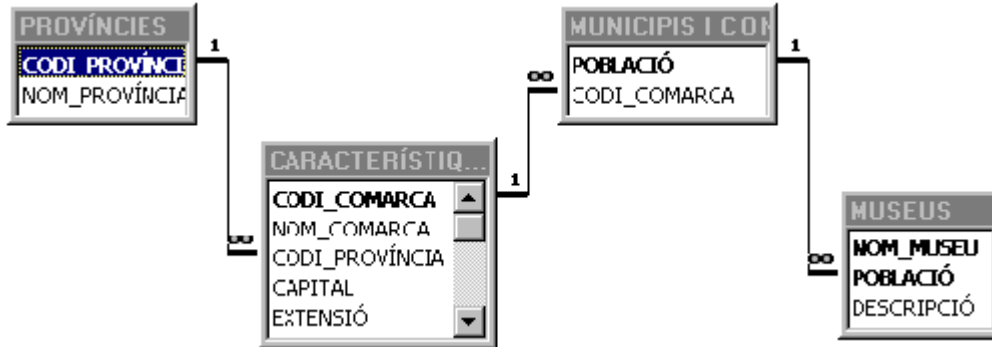 PROVÍNCIES
CODI_PROVÍNCI
NOM_PROVÍNCIA
1
∞
CARACTERÍSTIQ...
CODI_COMARCA
NOM_COMARCA
CODI_PROVÍNCIA
CAPITAL
EXTENSIÓ
1
∞
MUNICIPIS I CON
POBLACIÓ
CODI_COMARCA
1
∞
MUSEUS
NOM_MUSEU
POBLACIÓ
DESCRIPCIÓ